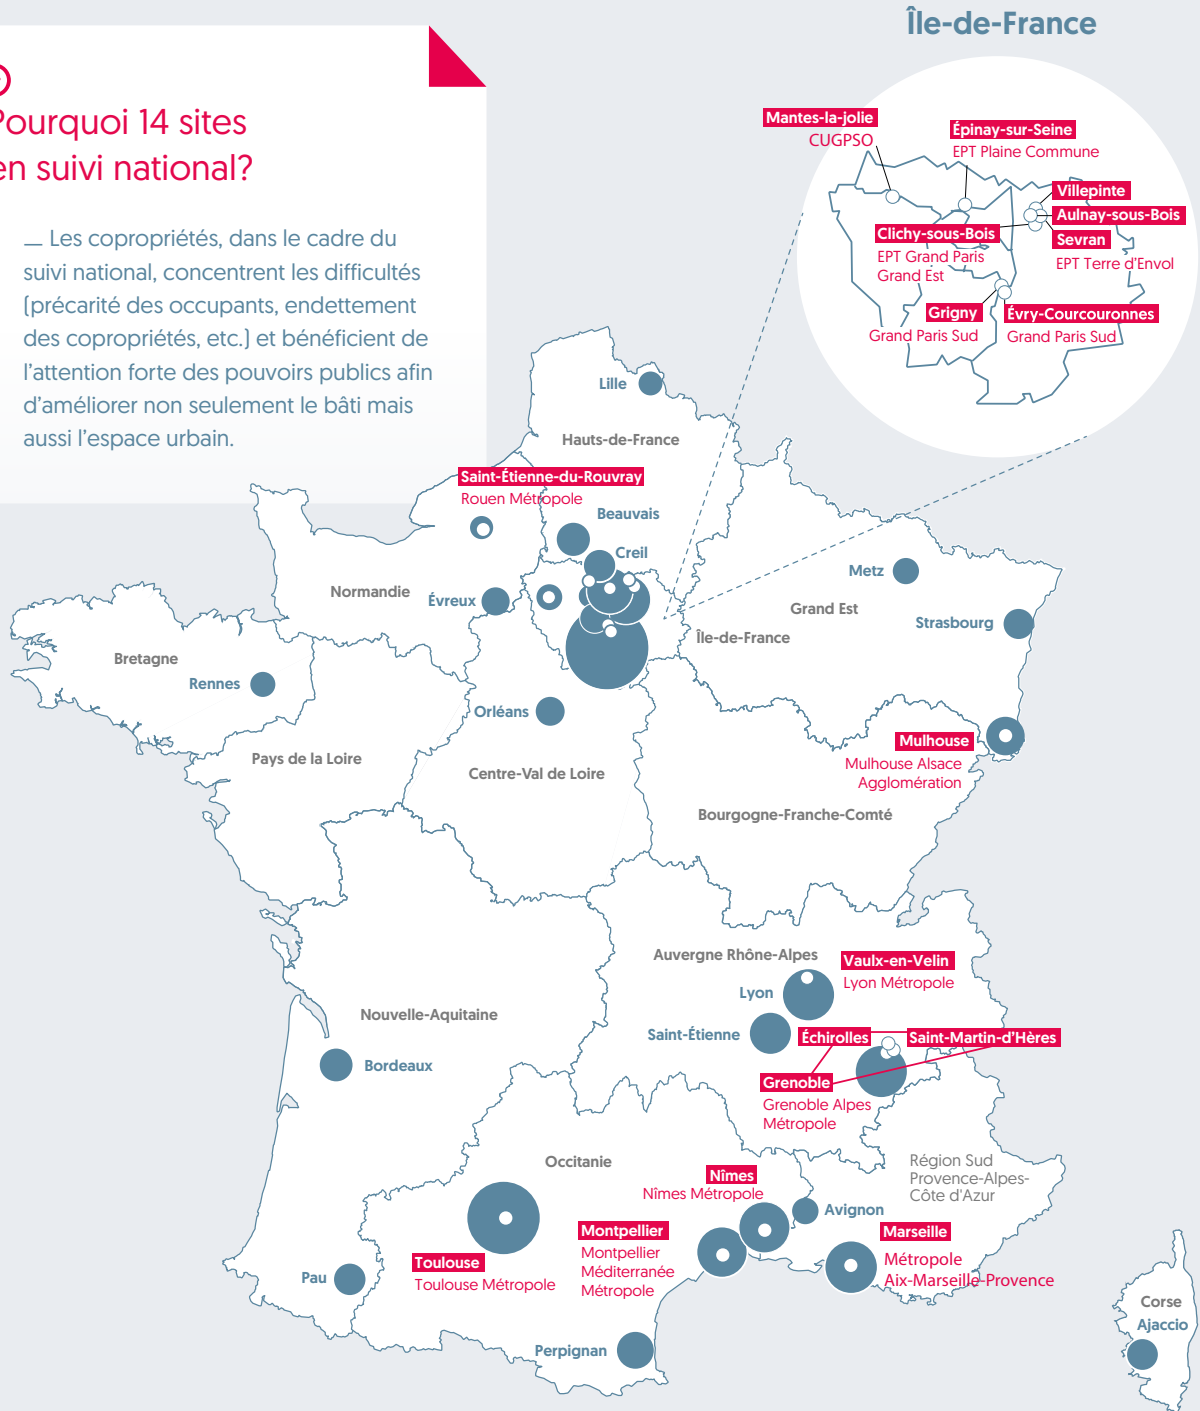 Île-de-France
Pourquoi 14 sites
en suivi national?
— Les copropriétés, dans le cadre du
suivi national, concentrent les difficultés
(précarité des occupants, endettement
des copropriétés, etc.) et bénéficient de
l'attention forte des pouvoirs publics afin
d'améliorer non seulement le bâti mais
aussi l'espace urbain.
Mantes-la-jolie
CUGPSO
Épinay-sur-Seine
EPT Plaine Commune
Villepinte
Aulnay-sous-Bois
Sevran
EPT Terre d'Envol
Clichy-sous-Bois
EPT Grand Paris
Grand Est
Grigny
Grand Paris Sud
Évry-Courcouronnes
Grand Paris Sud
Lille
Hauts-de-France
Saint-Étienne-du-Rouvray
Rouen Métropole
Beauvais
Creil
Normandie
Évreux
Metz
Grand Est
Strasbourg
Île-de-France
Bretagne
Rennes
Orléans
Pays de la Loire
Centre-Val de Loire
Mulhouse
Mulhouse Alsace
Agglomération
Bourgogne-Franche-Comté
Auvergne Rhône-Alpes
Vaulx-en-Velin
Lyon Métropole
Lyon
Nouvelle-Aquitaine
Saint-Étienne
Échirolles
Saint-Martin-d'Hères
Bordeaux
Grenoble
Grenoble Alpes
Métropole
Occitanie
Région Sud
Provence-Alpes-
Côte d'Azur
Nîmes
Nîmes Métropole
Avignon
Montpellier
Montpellier
Méditerranée
Métropole
Marseille
Métropole
Aix-Marseille-Provence
Toulouse
Toulouse Métropole
Pau
Perpignan
Corse
Ajaccio